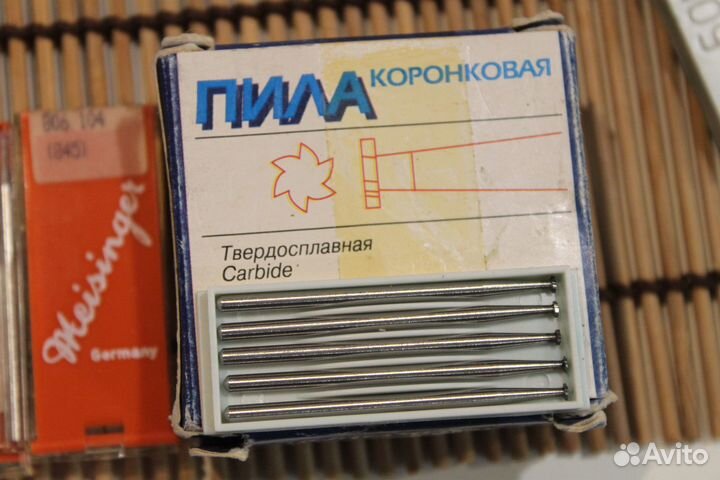 806 104
(845)
Meisinger
Germany
ПИЛА КОРОНКОВАЯ
Твердосплавная
Carbide
Avito